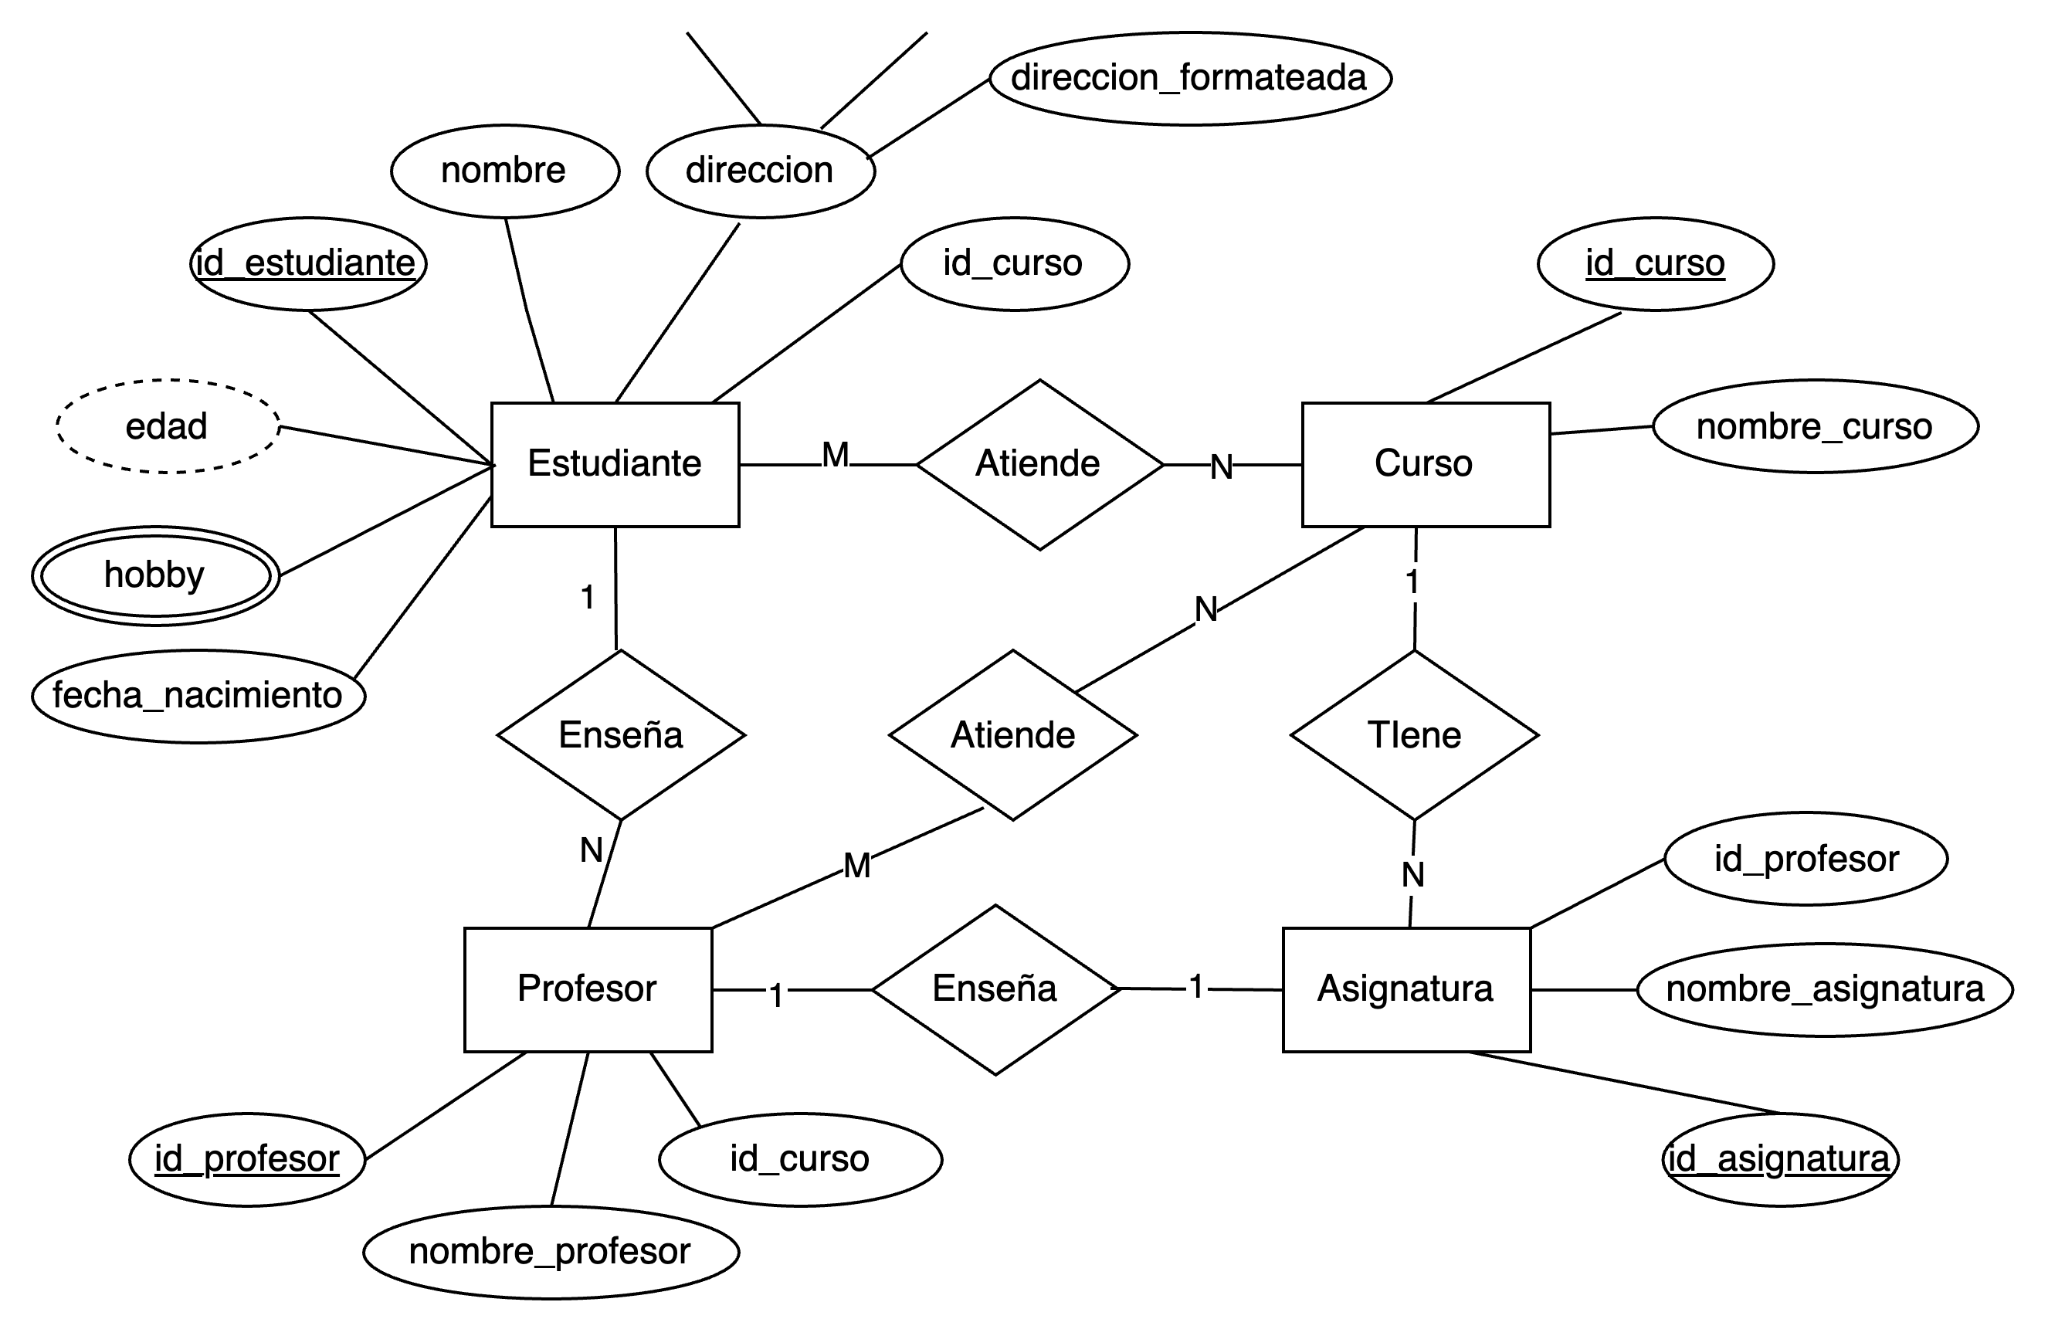 direccion_formateada
nombre
direccion
id_estudiante
id_curso
id_curso
edad
nombre_curso
Estudiante
M
Atiende
N
Curso
hobby
1
N
1
fecha_nacimiento
Enseña
Atiende
TIene
N
M
N
id_profesor
Profesor
1
Enseña
1
Asignatura
nombre_asignatura
id_profesor
id_curso
id_asignatura
nombre_profesor